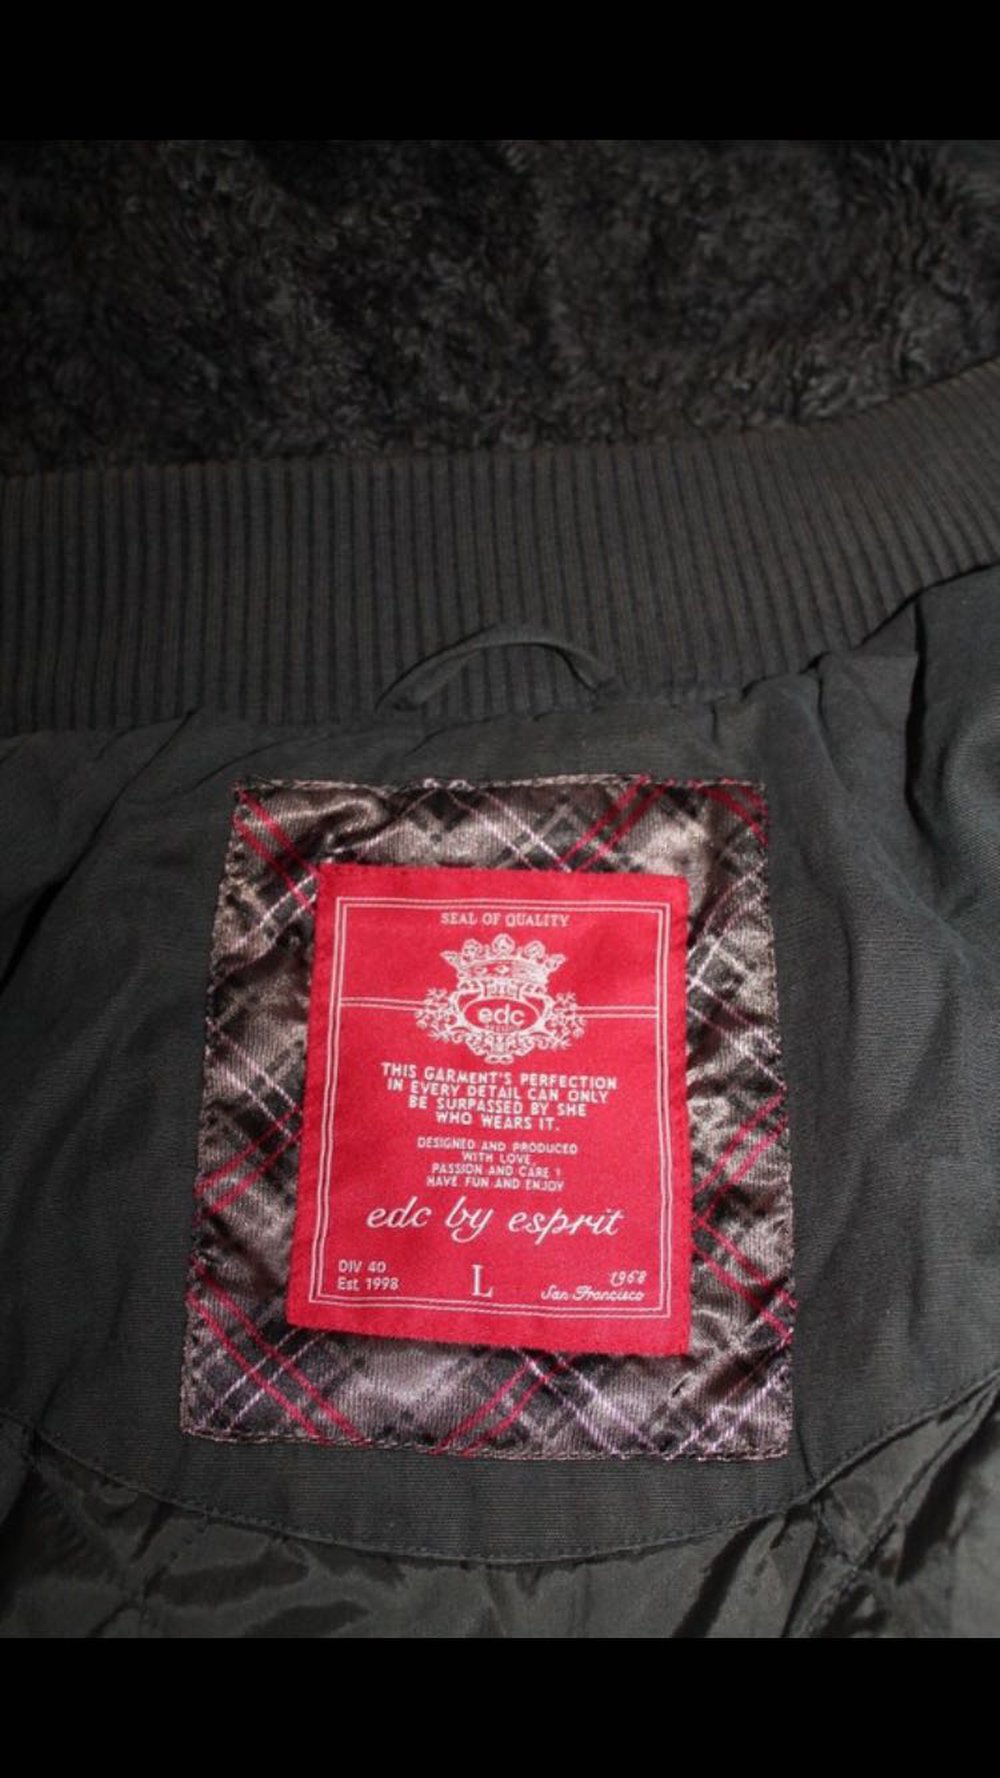 SEAL OF QUALITY
edc
THIS GARMENT'S PERFECTION
IN EVERY DETAIL CAN ONLY
BE SURPASSED BY SHE
WHO WEARS IT.
DESIGNED AND PRODUCED
WITH LOVE,
PASSION AND CARE !
HAVE FUN AND ENJOY
edc by esprit
DIV 40
Est. 1998
L
1968
San Francisco